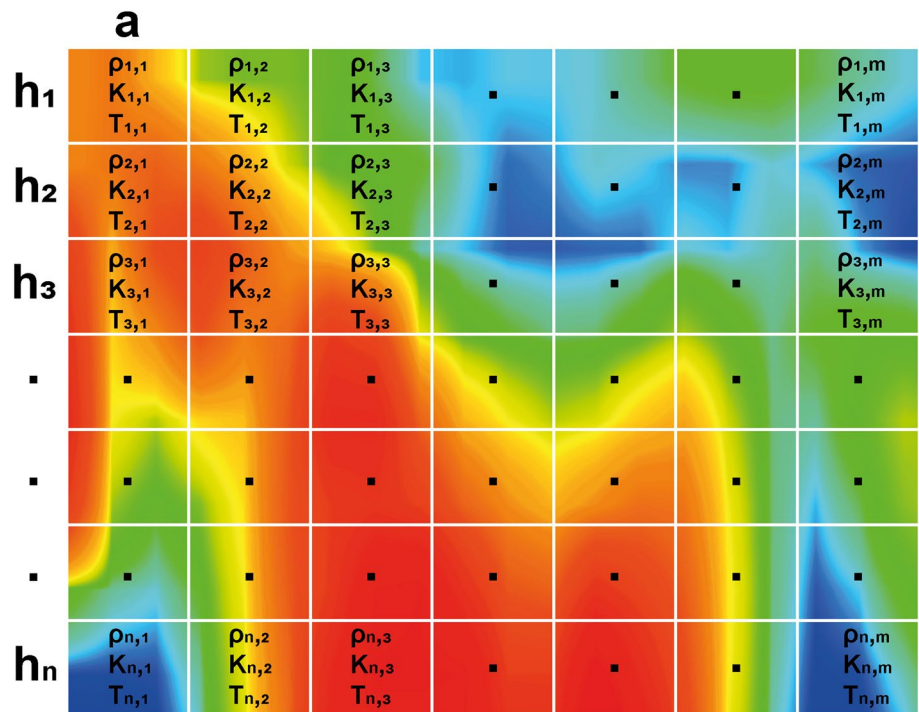 a
h₁
ρ₁,₁ ρ₁,₂ ρ₁,₃ ρ₁,m
K₁,₁ K₁,₂ K₁,₃ ▪ ▪ ▪ K₁,m
T₁,₁ T₁,₂ T₁,₃ T₁,m
h₂
ρ₂,₁ ρ₂,₂ ρ₂,₃ ρ₂,m
K₂,₁ K₂,₂ K₂,₃ ▪ ▪ ▪ K₂,m
T₂,₁ T₂,₂ T₂,₃ T₂,m
h₃
ρ₃,₁ ρ₃,₂ ρ₃,₃ ρ₃,m
K₃,₁ K₃,₂ K₃,₃ ▪ ▪ ▪ K₃,m
T₃,₁ T₃,₂ T₃,₃ T₃,m
▪ ▪ ▪ ▪ ▪ ▪ ▪ ▪
▪ ▪ ▪ ▪ ▪ ▪ ▪ ▪
▪ ▪ ▪ ▪ ▪ ▪ ▪ ▪
hₙ
ρₙ,₁ ρₙ,₂ ρₙ,₃ ρₙ,m
Kₙ,₁ Kₙ,₂ Kₙ,₃ ▪ ▪ ▪ Kₙ,m
Tₙ,₁ Tₙ,₂ Tₙ,₃ Tₙ,m